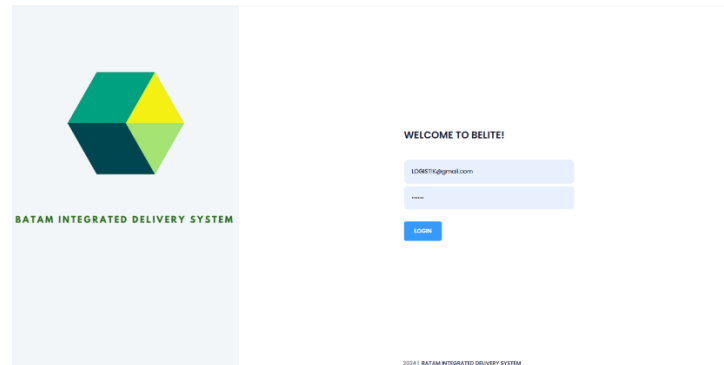 BATAM INTEGRATED DELIVERY SYSTEM
WELCOME TO BELITE!
LOGISTIK@gmail.com
••••••
LOGIN
2024 | BATAM INTEGRATED DELIVERY SYSTEM